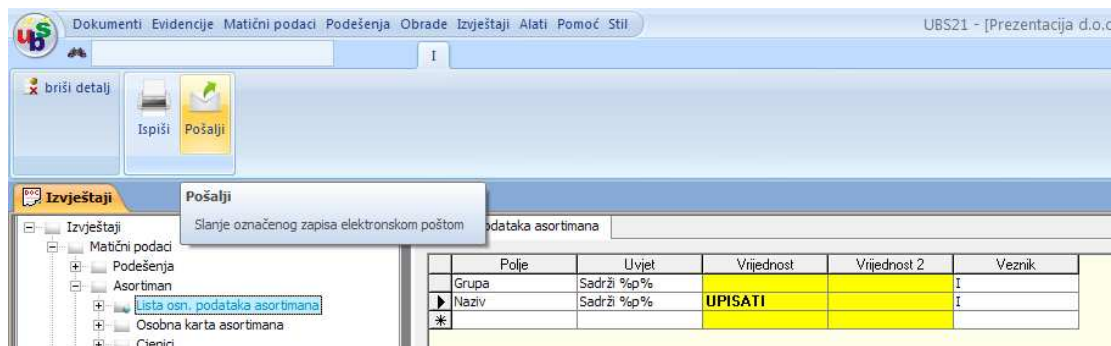 ubs
Dokumenti Evidencije Matični podaci Podešenja Obrade Izvještaji Alati Pomoć Stil
UBS21 - [Prezentacija d.o.o
I
briši detalj
Ispiši Pošalji
Izvještaji
Pošalji
Slanje označenog zapisa elektronskom poštom
podataka asortimana
Izvještaji
Matični podaci
Podešenja
Asortiman
Lista osn. podataka asortimana
Osobna karta asortimana
Cjenici
Polje Uvjet Vrijednost Vrijednost 2 Veznik
Grupa Sadrži %p% I
Naziv Sadrži %p% UPISATI I